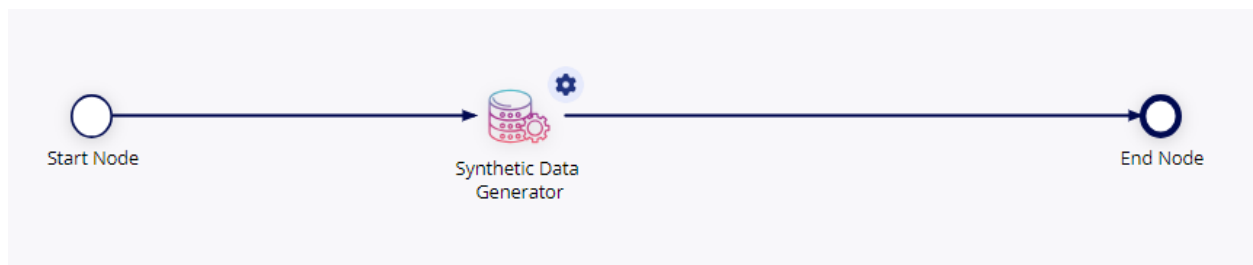 Start Node
Synthetic Data
Generator
End Node